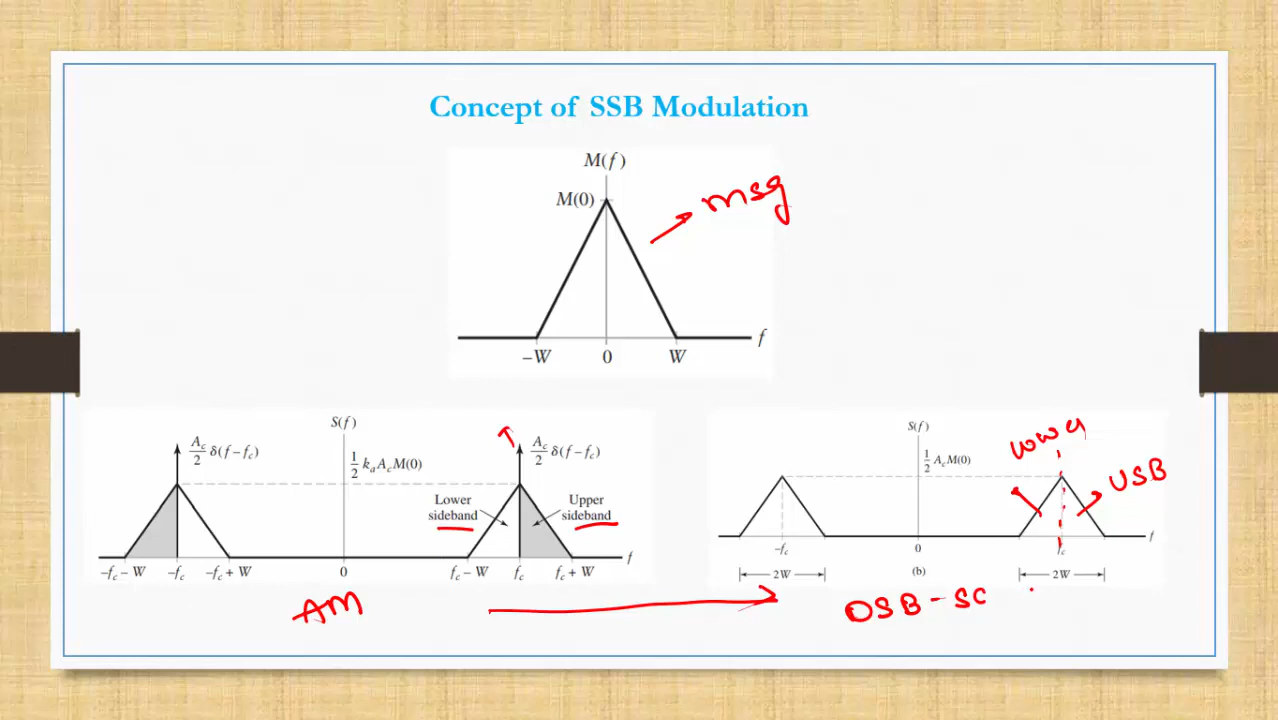 Concept of SSB Modulation
M(f)
M(0)
msg
−W 0 W f
S(f)
A_c/2 δ(f − f_c)
1/2 k_a A_c M(0)
A_c/2 δ(f − f_c)
Lower sideband
Upper sideband
−f_c − W −f_c −f_c + W 0 f_c − W f_c f_c + W f
AM
S(f)
1/2 A_c M(0)
USB
−f_c 0 f_c f
2W (b) 2W
DSB-SC